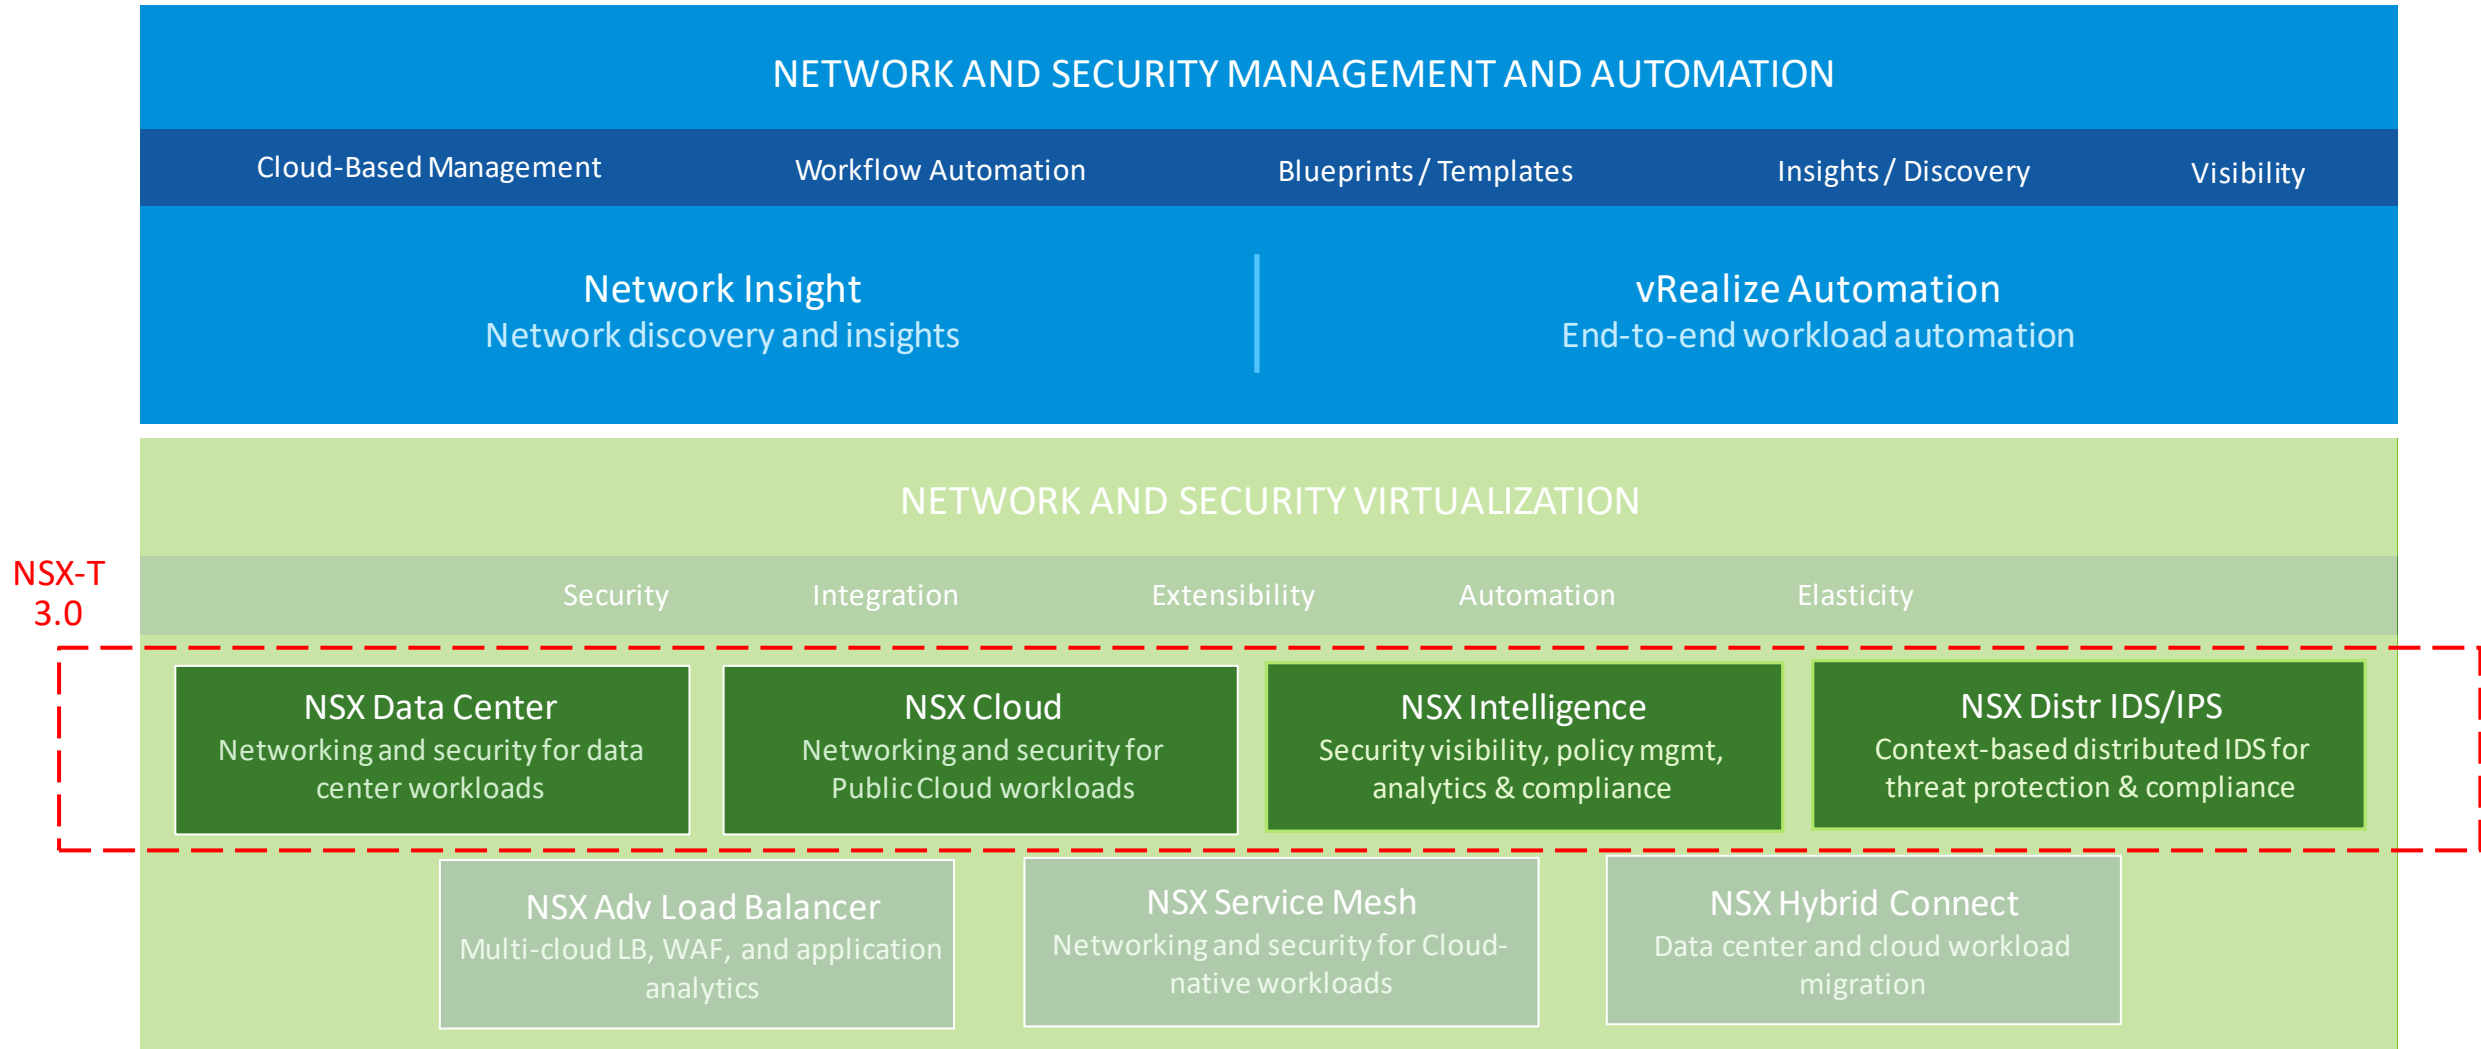 NETWORK AND SECURITY MANAGEMENT AND AUTOMATION
Cloud-Based Management
Workflow Automation
Blueprints / Templates
Insights / Discovery
Visibility
Network Insight
Network discovery and insights
vRealize Automation
End-to-end workload automation
NETWORK AND SECURITY VIRTUALIZATION
NSX-T
3.0
Security
Integration
Extensibility
Automation
Elasticity
NSX Data Center
Networking and security for data
center workloads
NSX Cloud
Networking and security for
Public Cloud workloads
NSX Intelligence
Security visibility, policy mgmt,
analytics & compliance
NSX Distr IDS/IPS
Context-based distributed IDS for
threat protection & compliance
NSX Adv Load Balancer
Multi-cloud LB, WAF, and application
analytics
NSX Service Mesh
Networking and security for Cloud-
native workloads
NSX Hybrid Connect
Data center and cloud workload
migration